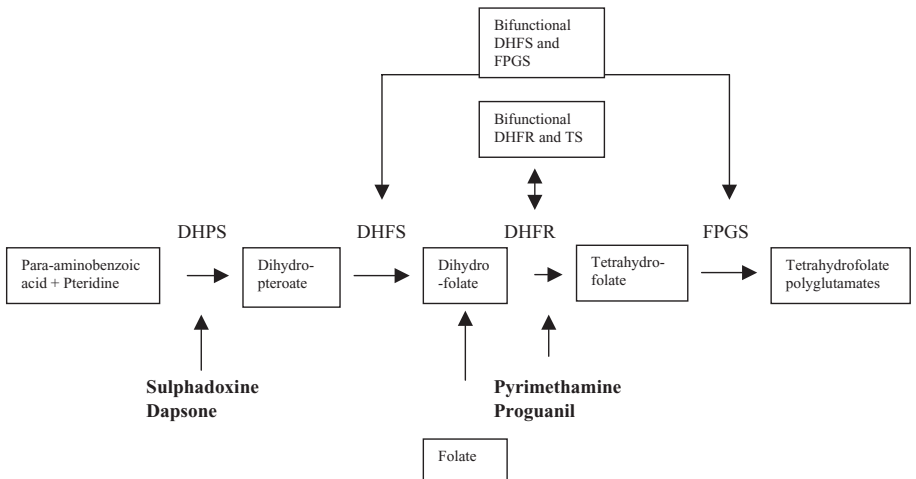 Bifunctional
DHFS and
FPGS
Bifunctional
DHFR and TS
DHPS
DHFS
DHFR
FPGS
Para-aminobenzoic
acid + Pteridine
Dihydro-
pteroate
Dihydro
-folate
Tetrahydro-
folate
Tetrahydrofolate
polyglutamates
Sulphadoxine
Dapsone
Pyrimethamine
Proguanil
Folate